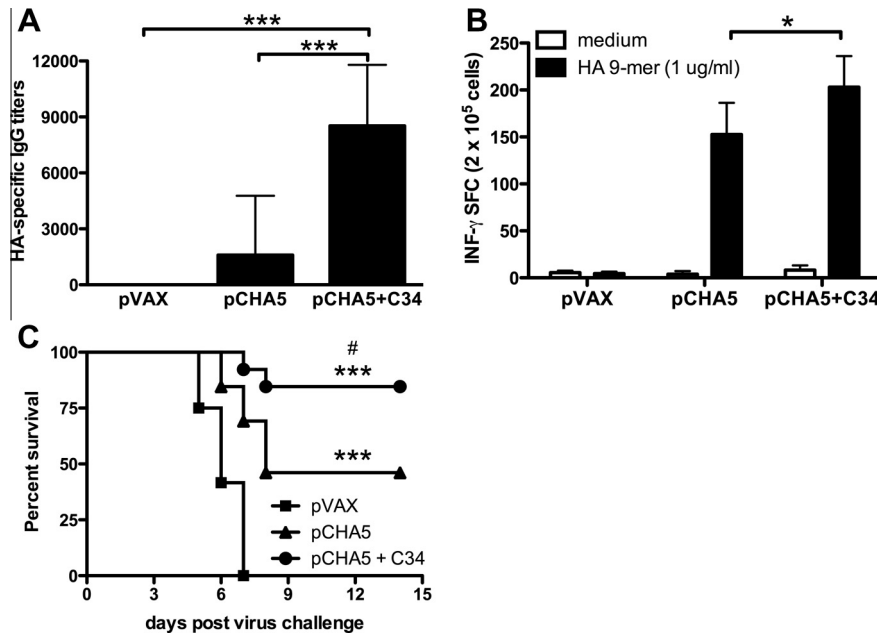 A
***
***
HA-specific IgG titers
12000
9000
6000
3000
0
pVAX
pCHA5
pCHA5+C34
B
*
medium
HA 9-mer (1 ug/ml)
INF-γ SFC (2 x 10⁵ cells)
250
200
150
100
50
0
pVAX
pCHA5
pCHA5+C34
C
#
***
***
Percent survival
100
75
50
25
0
pVAX
pCHA5
pCHA5 + C34
0
3
6
9
12
15
days post virus challenge